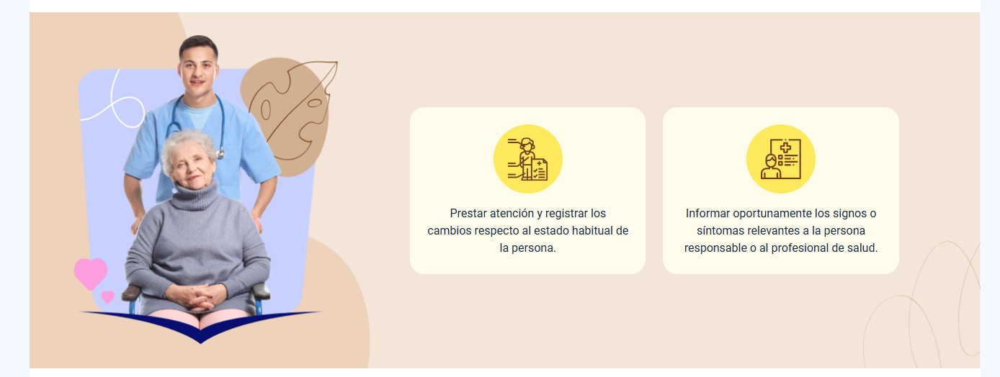 Prestar atención y registrar los
cambios respecto al estado habitual de
la persona.
Informar oportunamente los signos o
síntomas relevantes a la persona
responsable o al profesional de salud.